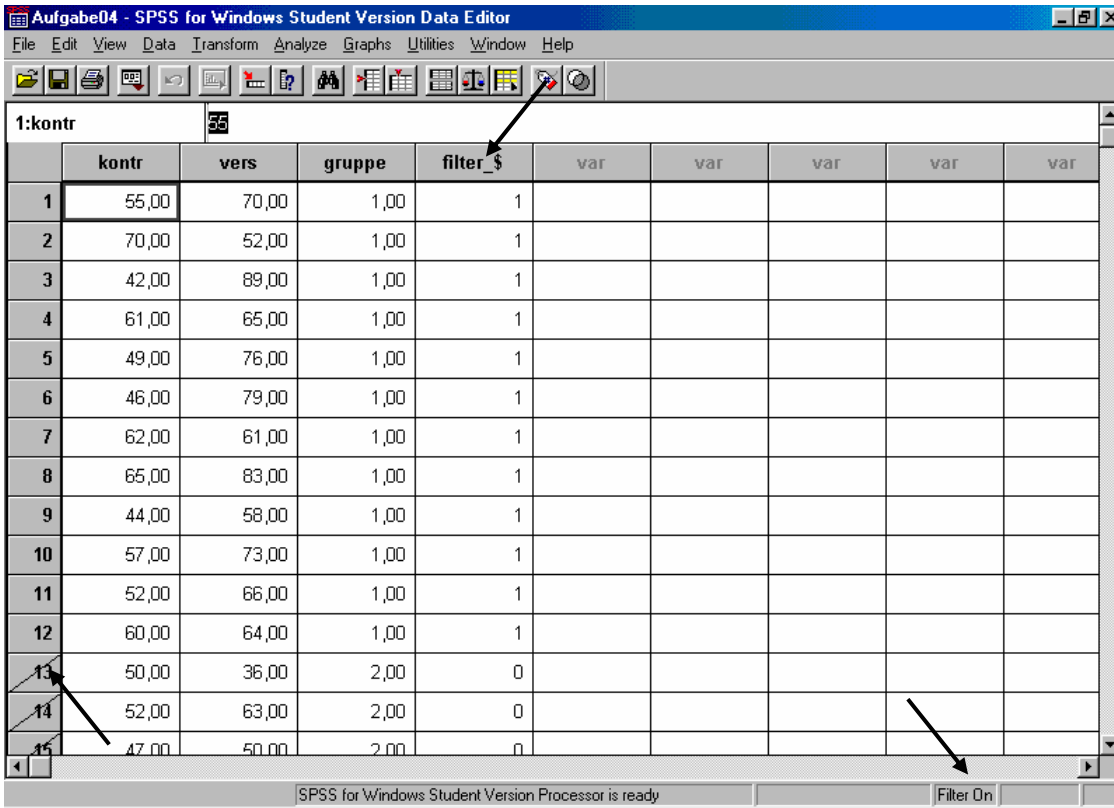 Aufgabe04 - SPSS for Windows Student Version Data Editor
File Edit View Data Transform Analyze Graphs Utilities Window Help
1:kontr 55
kontr vers gruppe filter_$ var var var var var
1 55,00 70,00 1,00 1
2 70,00 52,00 1,00 1
3 42,00 89,00 1,00 1
4 61,00 65,00 1,00 1
5 49,00 76,00 1,00 1
6 46,00 79,00 1,00 1
7 62,00 61,00 1,00 1
8 65,00 83,00 1,00 1
9 44,00 58,00 1,00 1
10 57,00 73,00 1,00 1
11 52,00 66,00 1,00 1
12 60,00 64,00 1,00 1
13 50,00 36,00 2,00 0
14 52,00 63,00 2,00 0
15 47,00 50,00 2,00 0
SPSS for Windows Student Version Processor is ready Filter On